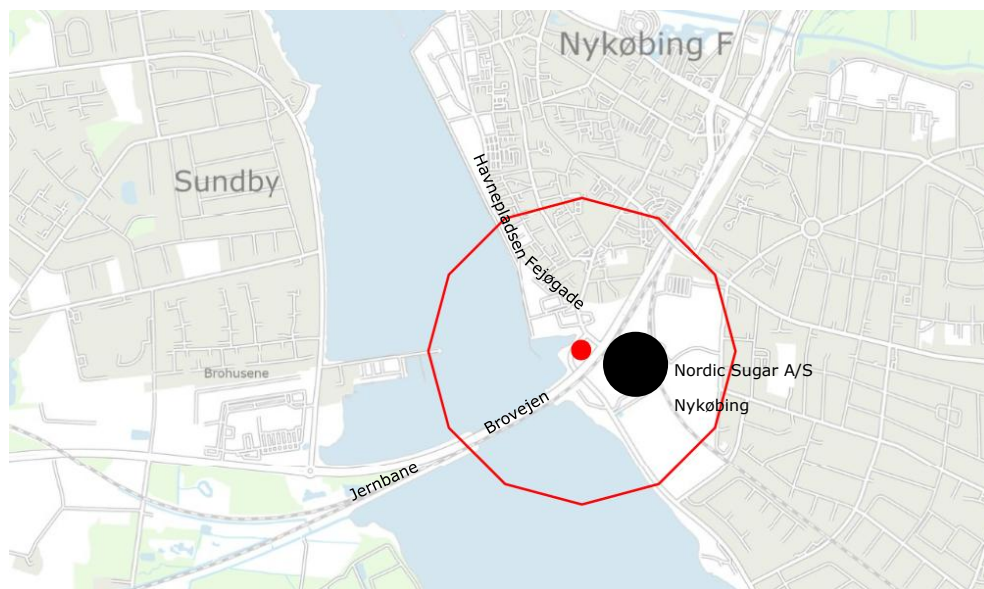 Nykøbing F
Sundby
Havnepladsen
Fejøgade
Nordic Sugar A/S
Nykøbing
Brohusene
Brovejen
Jernbane